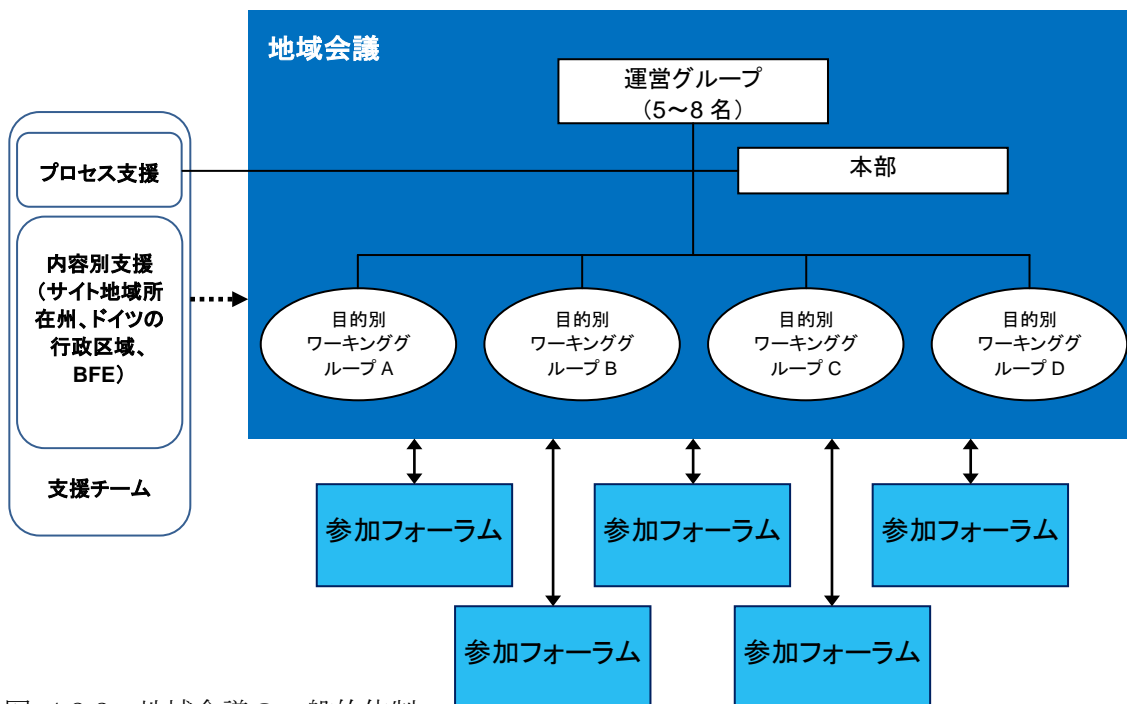 地域会議
運営グループ
（5～8 名）
プロセス支援
本部
内容別支援
（サイト地域所
在州、ドイツの
行政区域、
BFE）
支援チーム
目的別
ワーキンググ
ループ A
目的別
ワーキンググ
ループ B
目的別
ワーキンググ
ループ C
目的別
ワーキンググ
ループ D
参加フォーラム
参加フォーラム
参加フォーラム
参加フォーラム
参加フォーラム